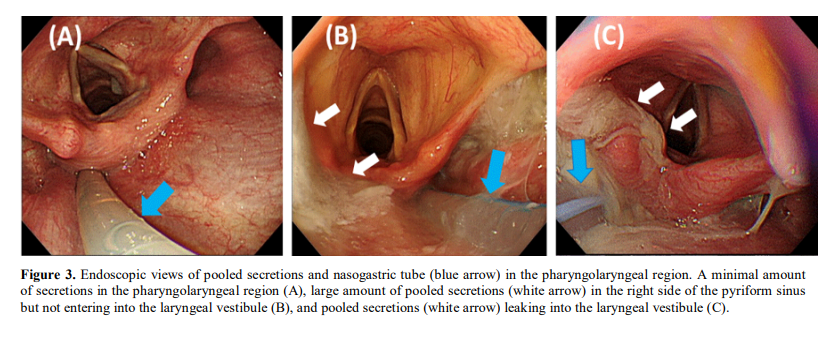 (A)
(B)
(C)
Figure 3. Endoscopic views of pooled secretions and nasogastric tube (blue arrow) in the pharyngolaryngeal region. A minimal amount
of secretions in the pharyngolaryngeal region (A), large amount of pooled secretions (white arrow) in the right side of the pyriform sinus
but not entering into the laryngeal vestibule (B), and pooled secretions (white arrow) leaking into the laryngeal vestibule (C).